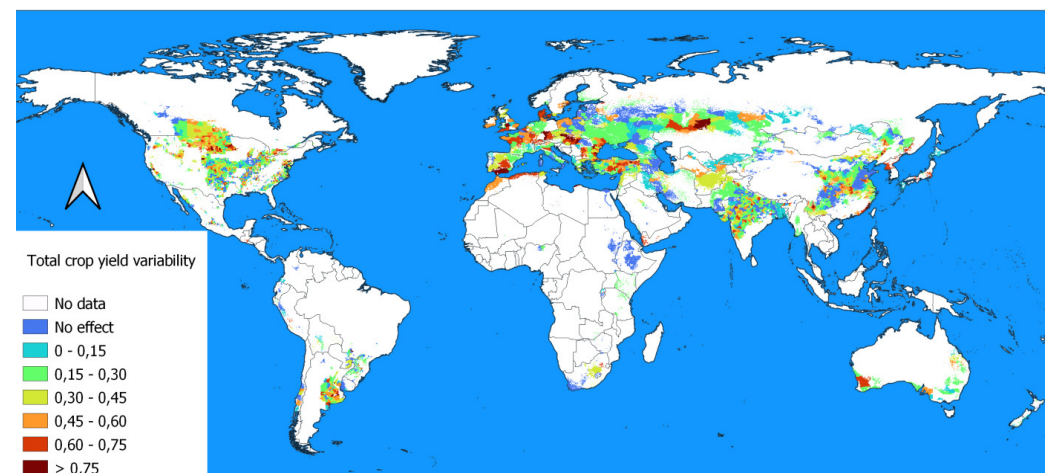 Total crop yield variability
No data
No effect
0 - 0,15
0,15 - 0,30
0,30 - 0,45
0,45 - 0,60
0,60 - 0,75
> 0,75